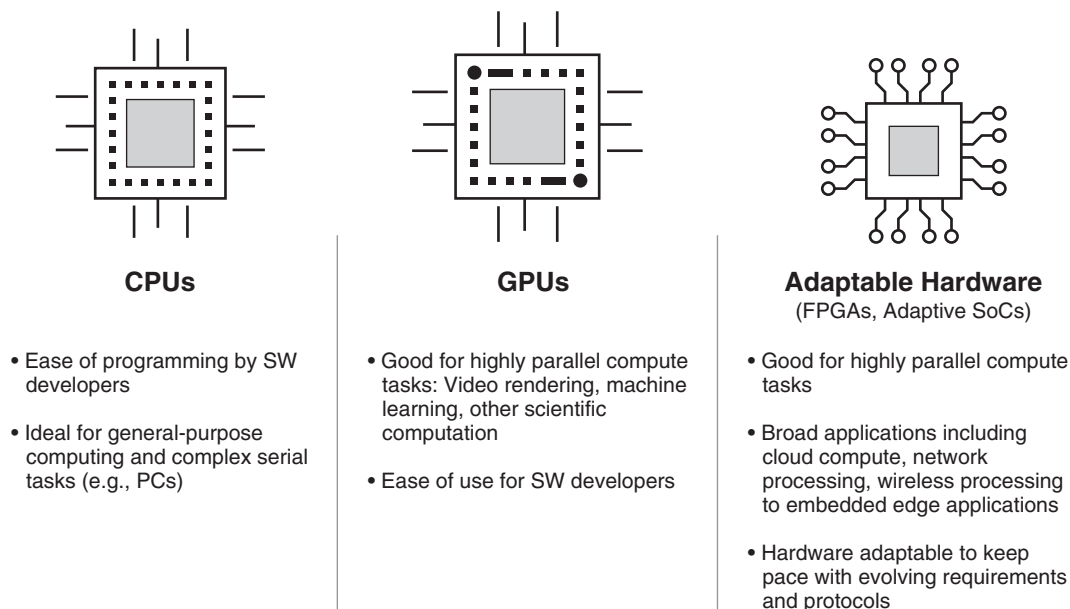 CPUs
• Ease of programming by SW
developers
• Ideal for general-purpose
computing and complex serial
tasks (e.g., PCs)
GPUs
• Good for highly parallel compute
tasks: Video rendering, machine
learning, other scientific
computation
• Ease of use for SW developers
Adaptable Hardware
(FPGAs, Adaptive SoCs)
• Good for highly parallel compute
tasks
• Broad applications including
cloud compute, network
processing, wireless processing
to embedded edge applications
• Hardware adaptable to keep
pace with evolving requirements
and protocols